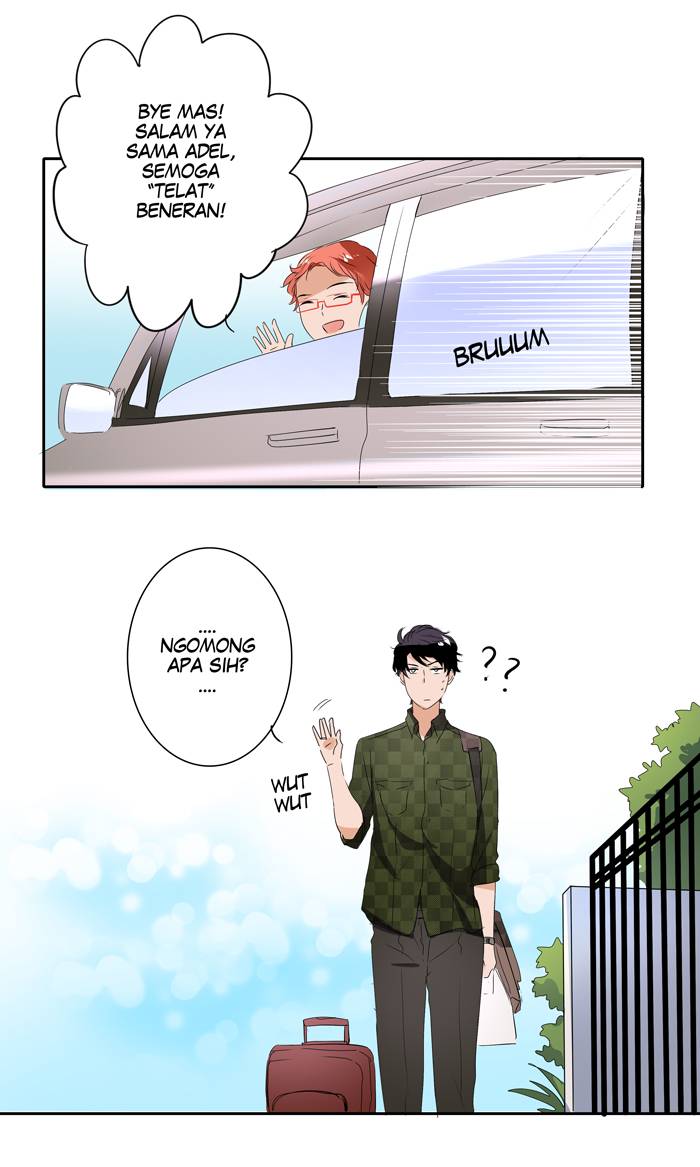 BYE MAS!
SALAM YA
SAMA ADEL,
SEMOGA
"TELAT"
BENERAN!
BRUUUM
....
NGOMONG
APA SIH?
....
??
WUT
WUT